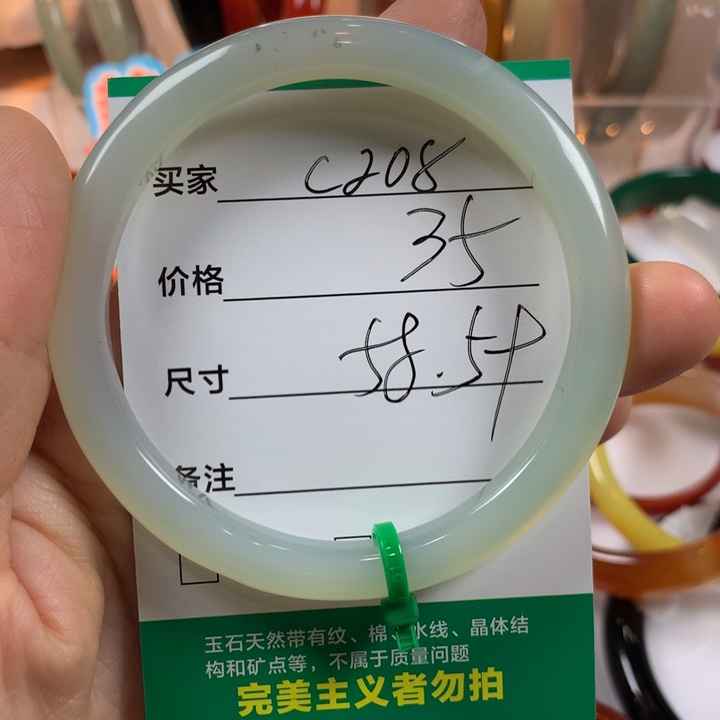 买家 C208
价格 35
尺寸 58.5中
备注
玉石天然带有纹、棉、水线、晶体结
构和矿点等，不属于质量问题
完美主义者勿拍